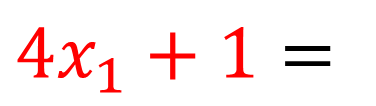 4x₁ + 1 =